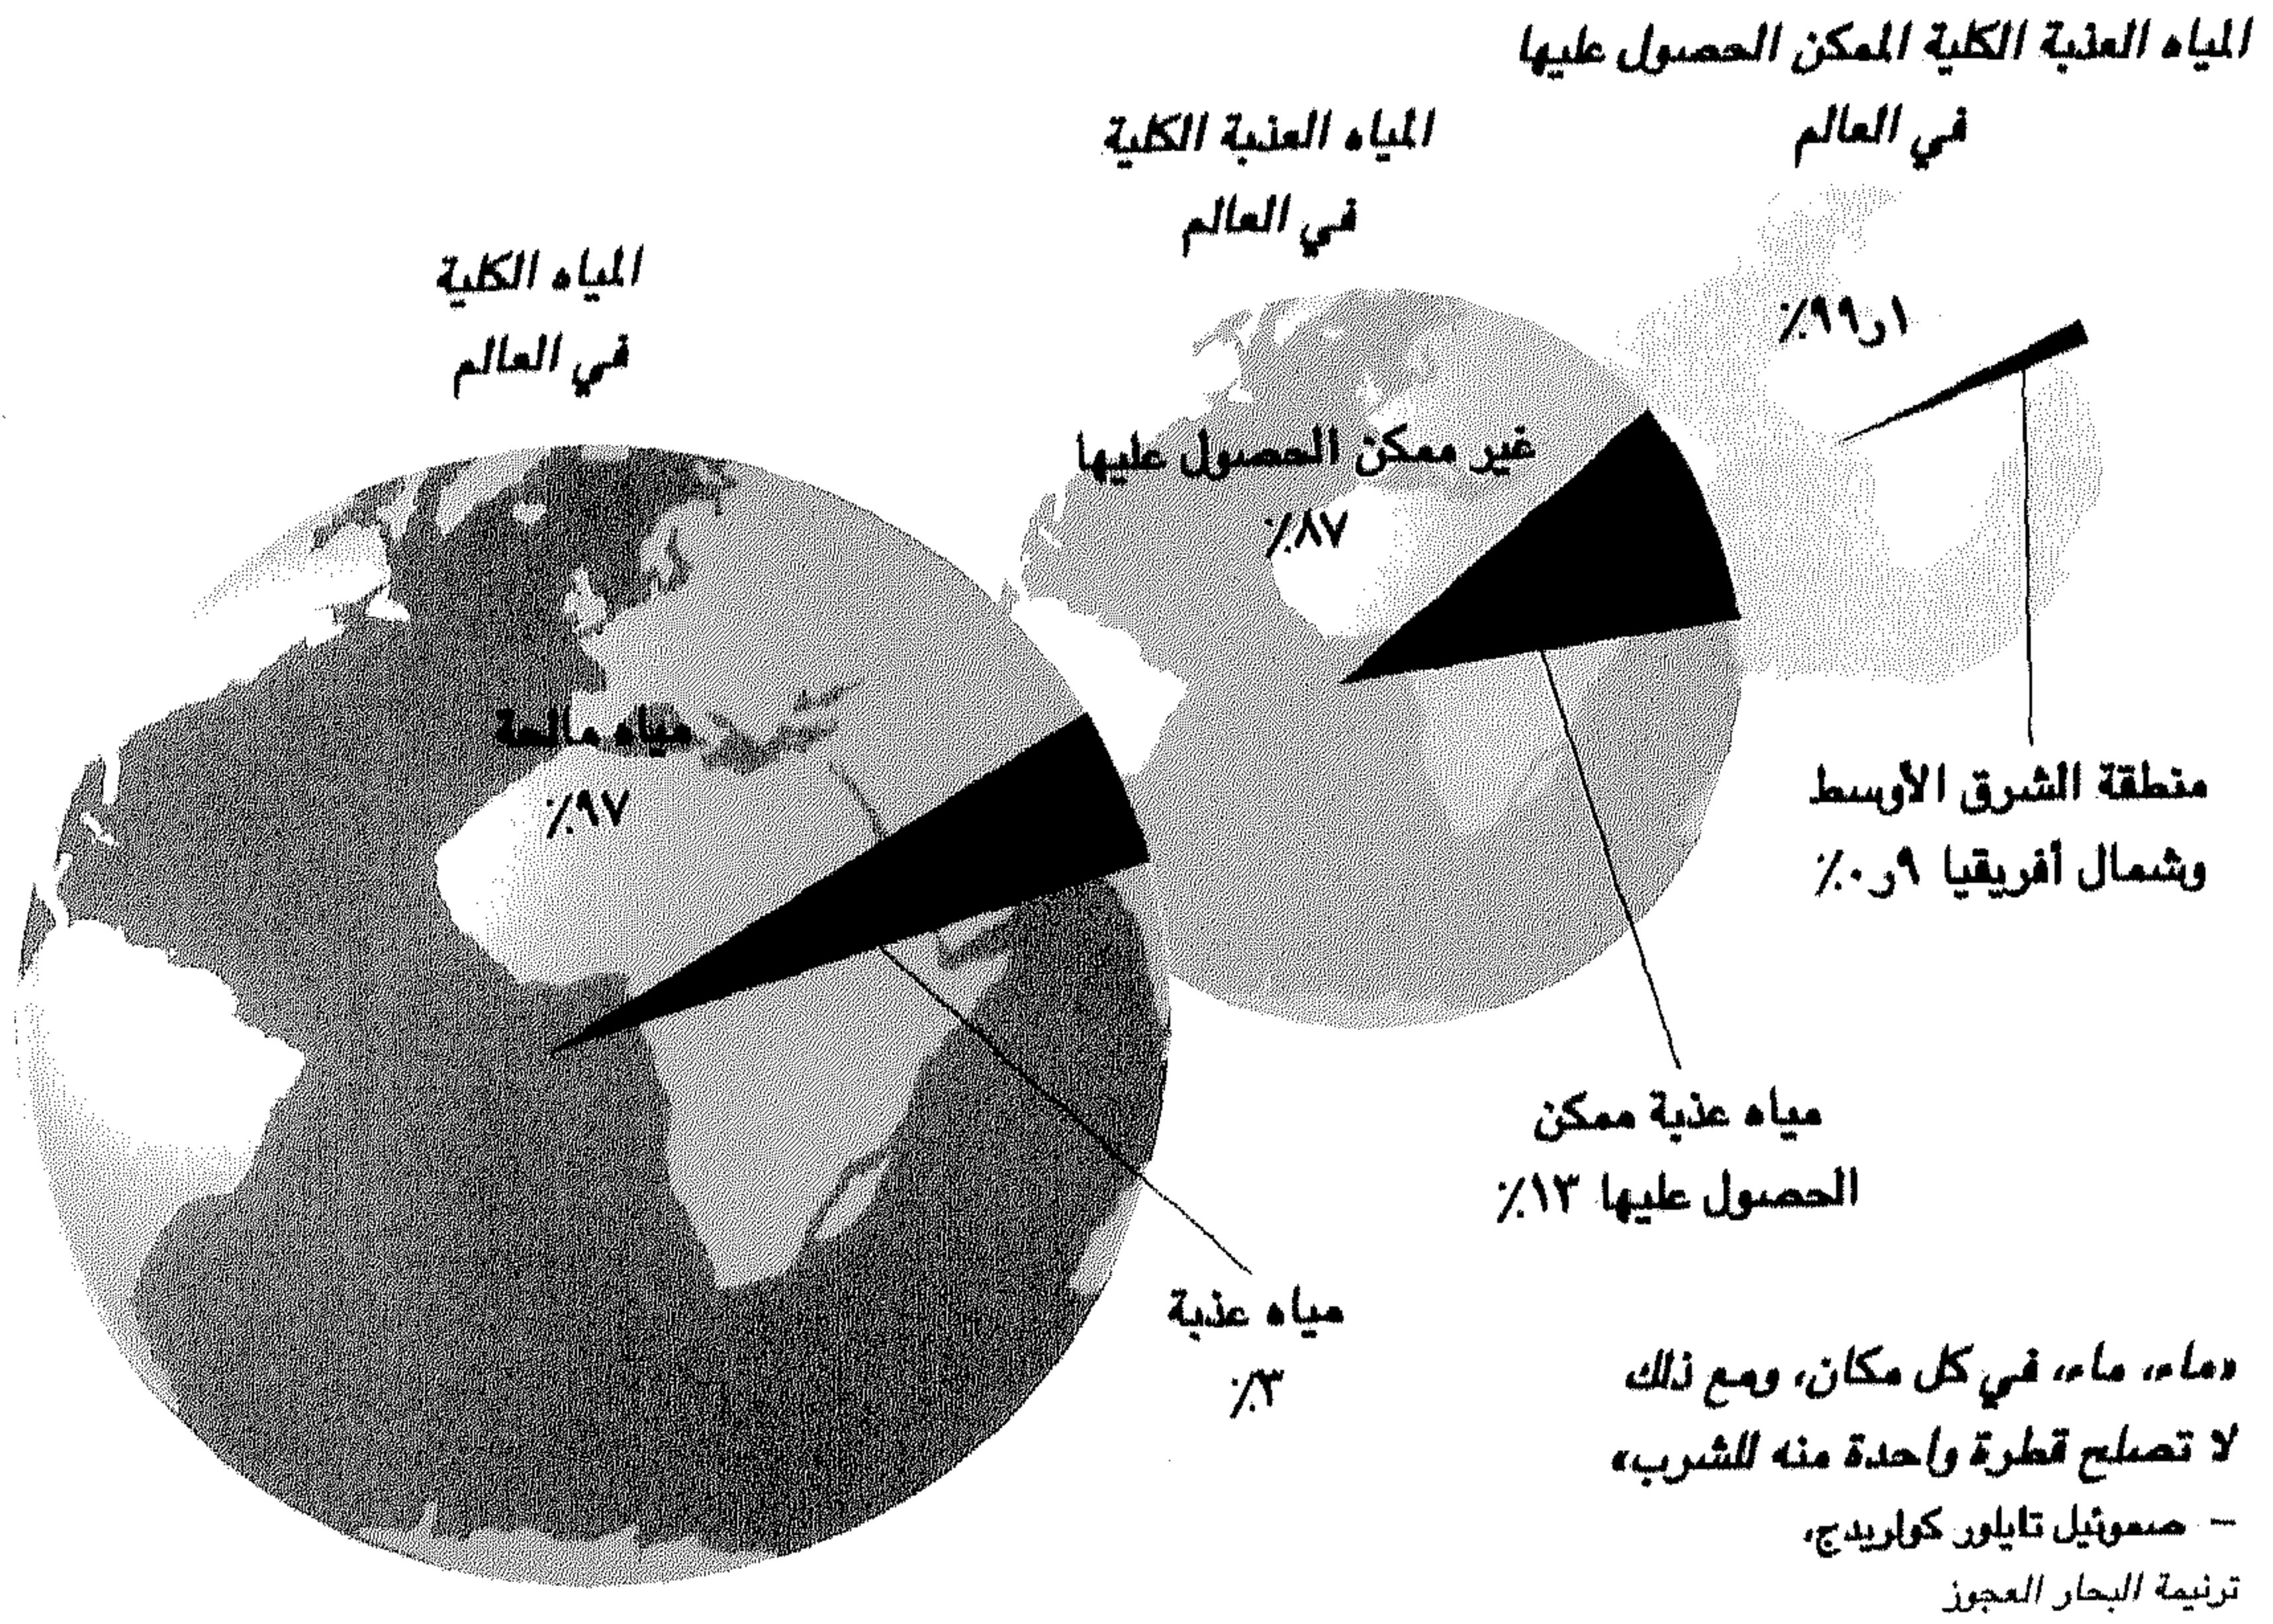 المياه العذبة الكلية الممكن الحصول عليها
في العالم
١ر٩٩٪
منطقة الشرق الأوسط
وشمال أفريقيا ٩ر٠٪
المياه العذبة الكلية
في العالم
غير ممكن الحصول عليها
٨٧٪
مياه عذبة ممكن
الحصول عليها ١٣٪
المياه الكلية
في العالم
مياه مالحة
٩٧٪
مياه عذبة
٣٪
«ماء، ماء، في كل مكان، ومع ذلك
لا تصلح قطرة واحدة منه للشرب»
– صموئيل تايلور كولريدج،
ترنيمة البحار العجوز